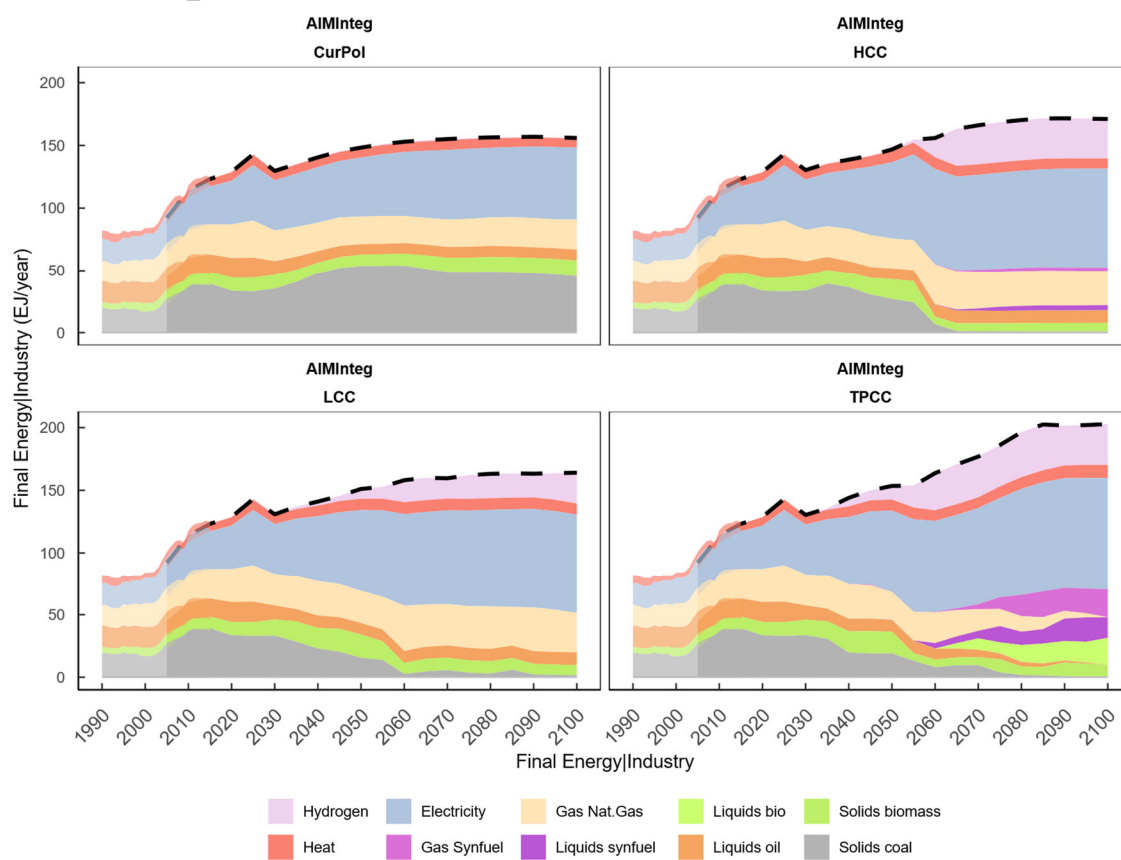 AIMInteg
CurPol
AIMInteg
HCC
200
150
100
50
0
AIMInteg
LCC
AIMInteg
TPCC
200
150
100
50
0
Final Energy|Industry (EJ/year)
1990 2000 2010 2020 2030 2040 2050 2060 2070 2080 2090 2100
1990 2000 2010 2020 2030 2040 2050 2060 2070 2080 2090 2100
Final Energy|Industry
Hydrogen Electricity Gas Nat.Gas Liquids bio Solids biomass
Heat Gas Synfuel Liquids synfuel Liquids oil Solids coal